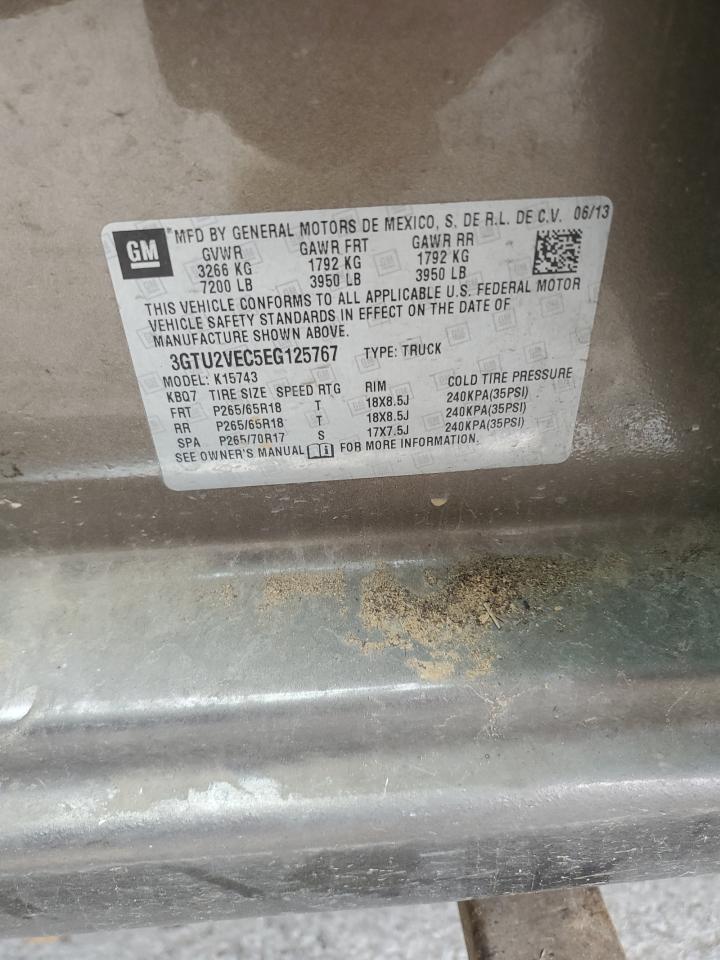 GM
MFD BY GENERAL MOTORS DE MEXICO, S. DE R.L. DE C.V. 06/13
GVWR GAWR FRT GAWR RR
3266 KG 1792 KG 1792 KG
7200 LB 3950 LB 3950 LB
THIS VEHICLE CONFORMS TO ALL APPLICABLE U.S. FEDERAL MOTOR
VEHICLE SAFETY STANDARDS IN EFFECT ON THE DATE OF
MANUFACTURE SHOWN ABOVE.
3GTU2VEC5EG125767 TYPE: TRUCK
MODEL: K15743
KBQ7 TIRE SIZE SPEED RTG RIM COLD TIRE PRESSURE
FRT P265/65R18 T 18X8.5J 240KPA(35PSI)
RR P265/65R18 T 18X8.5J 240KPA(35PSI)
SPA P265/70R17 S 17X7.5J 240KPA(35PSI)
SEE OWNER'S MANUAL FOR MORE INFORMATION.